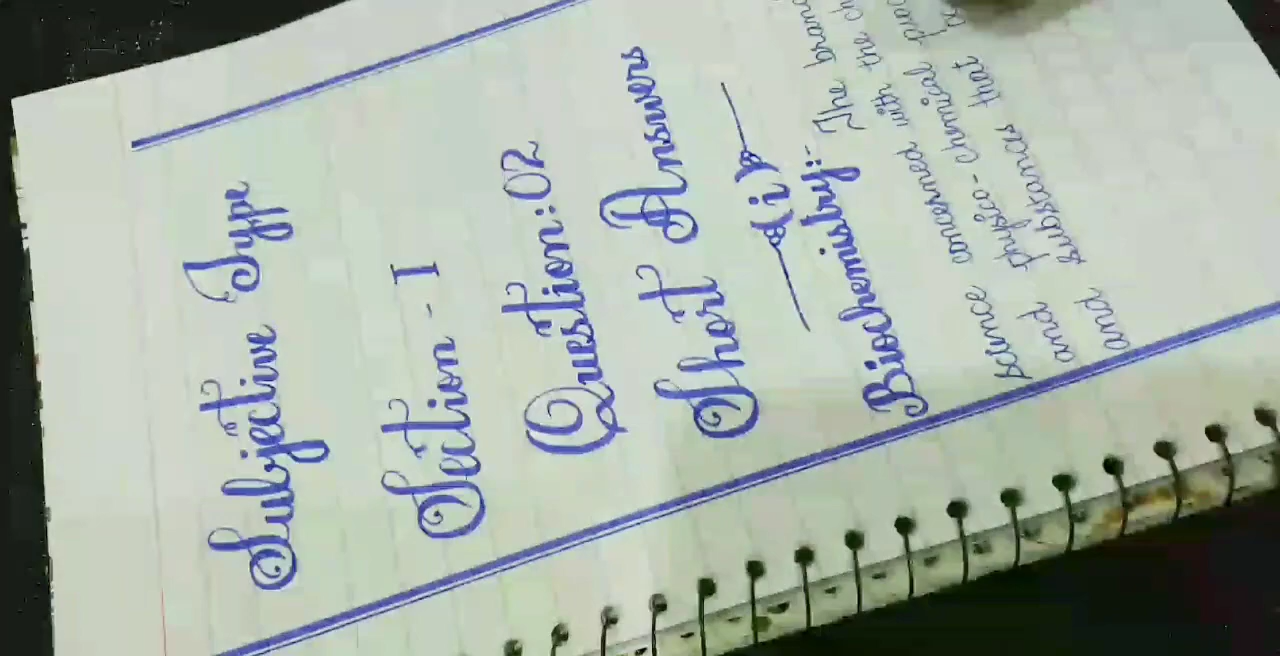 Subjective Type
Section - I
Question:02
Short Answers
(i)
Biochemistry:- The
science concerned with the
and physico-chemical
and substances that